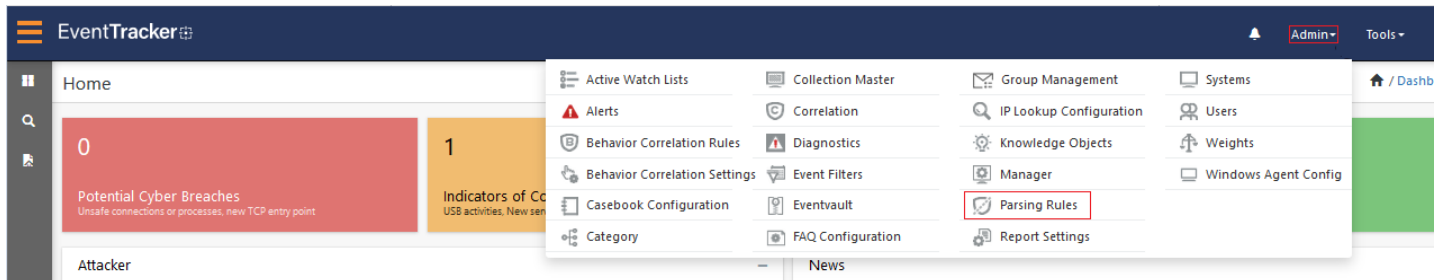 EventTracker
Admin
Tools
Home
/ Dashb
Active Watch Lists
Collection Master
Group Management
Systems
Alerts
Correlation
IP Lookup Configuration
Users
Behavior Correlation Rules
Diagnostics
Knowledge Objects
Weights
Behavior Correlation Settings
Event Filters
Manager
Windows Agent Config
Casebook Configuration
Eventvault
Parsing Rules
Category
FAQ Configuration
Report Settings
0
Potential Cyber Breaches
Unsafe connections or processes, new TCP entry point
1
Indicators of Co
USB activities, New ser
Attacker
News